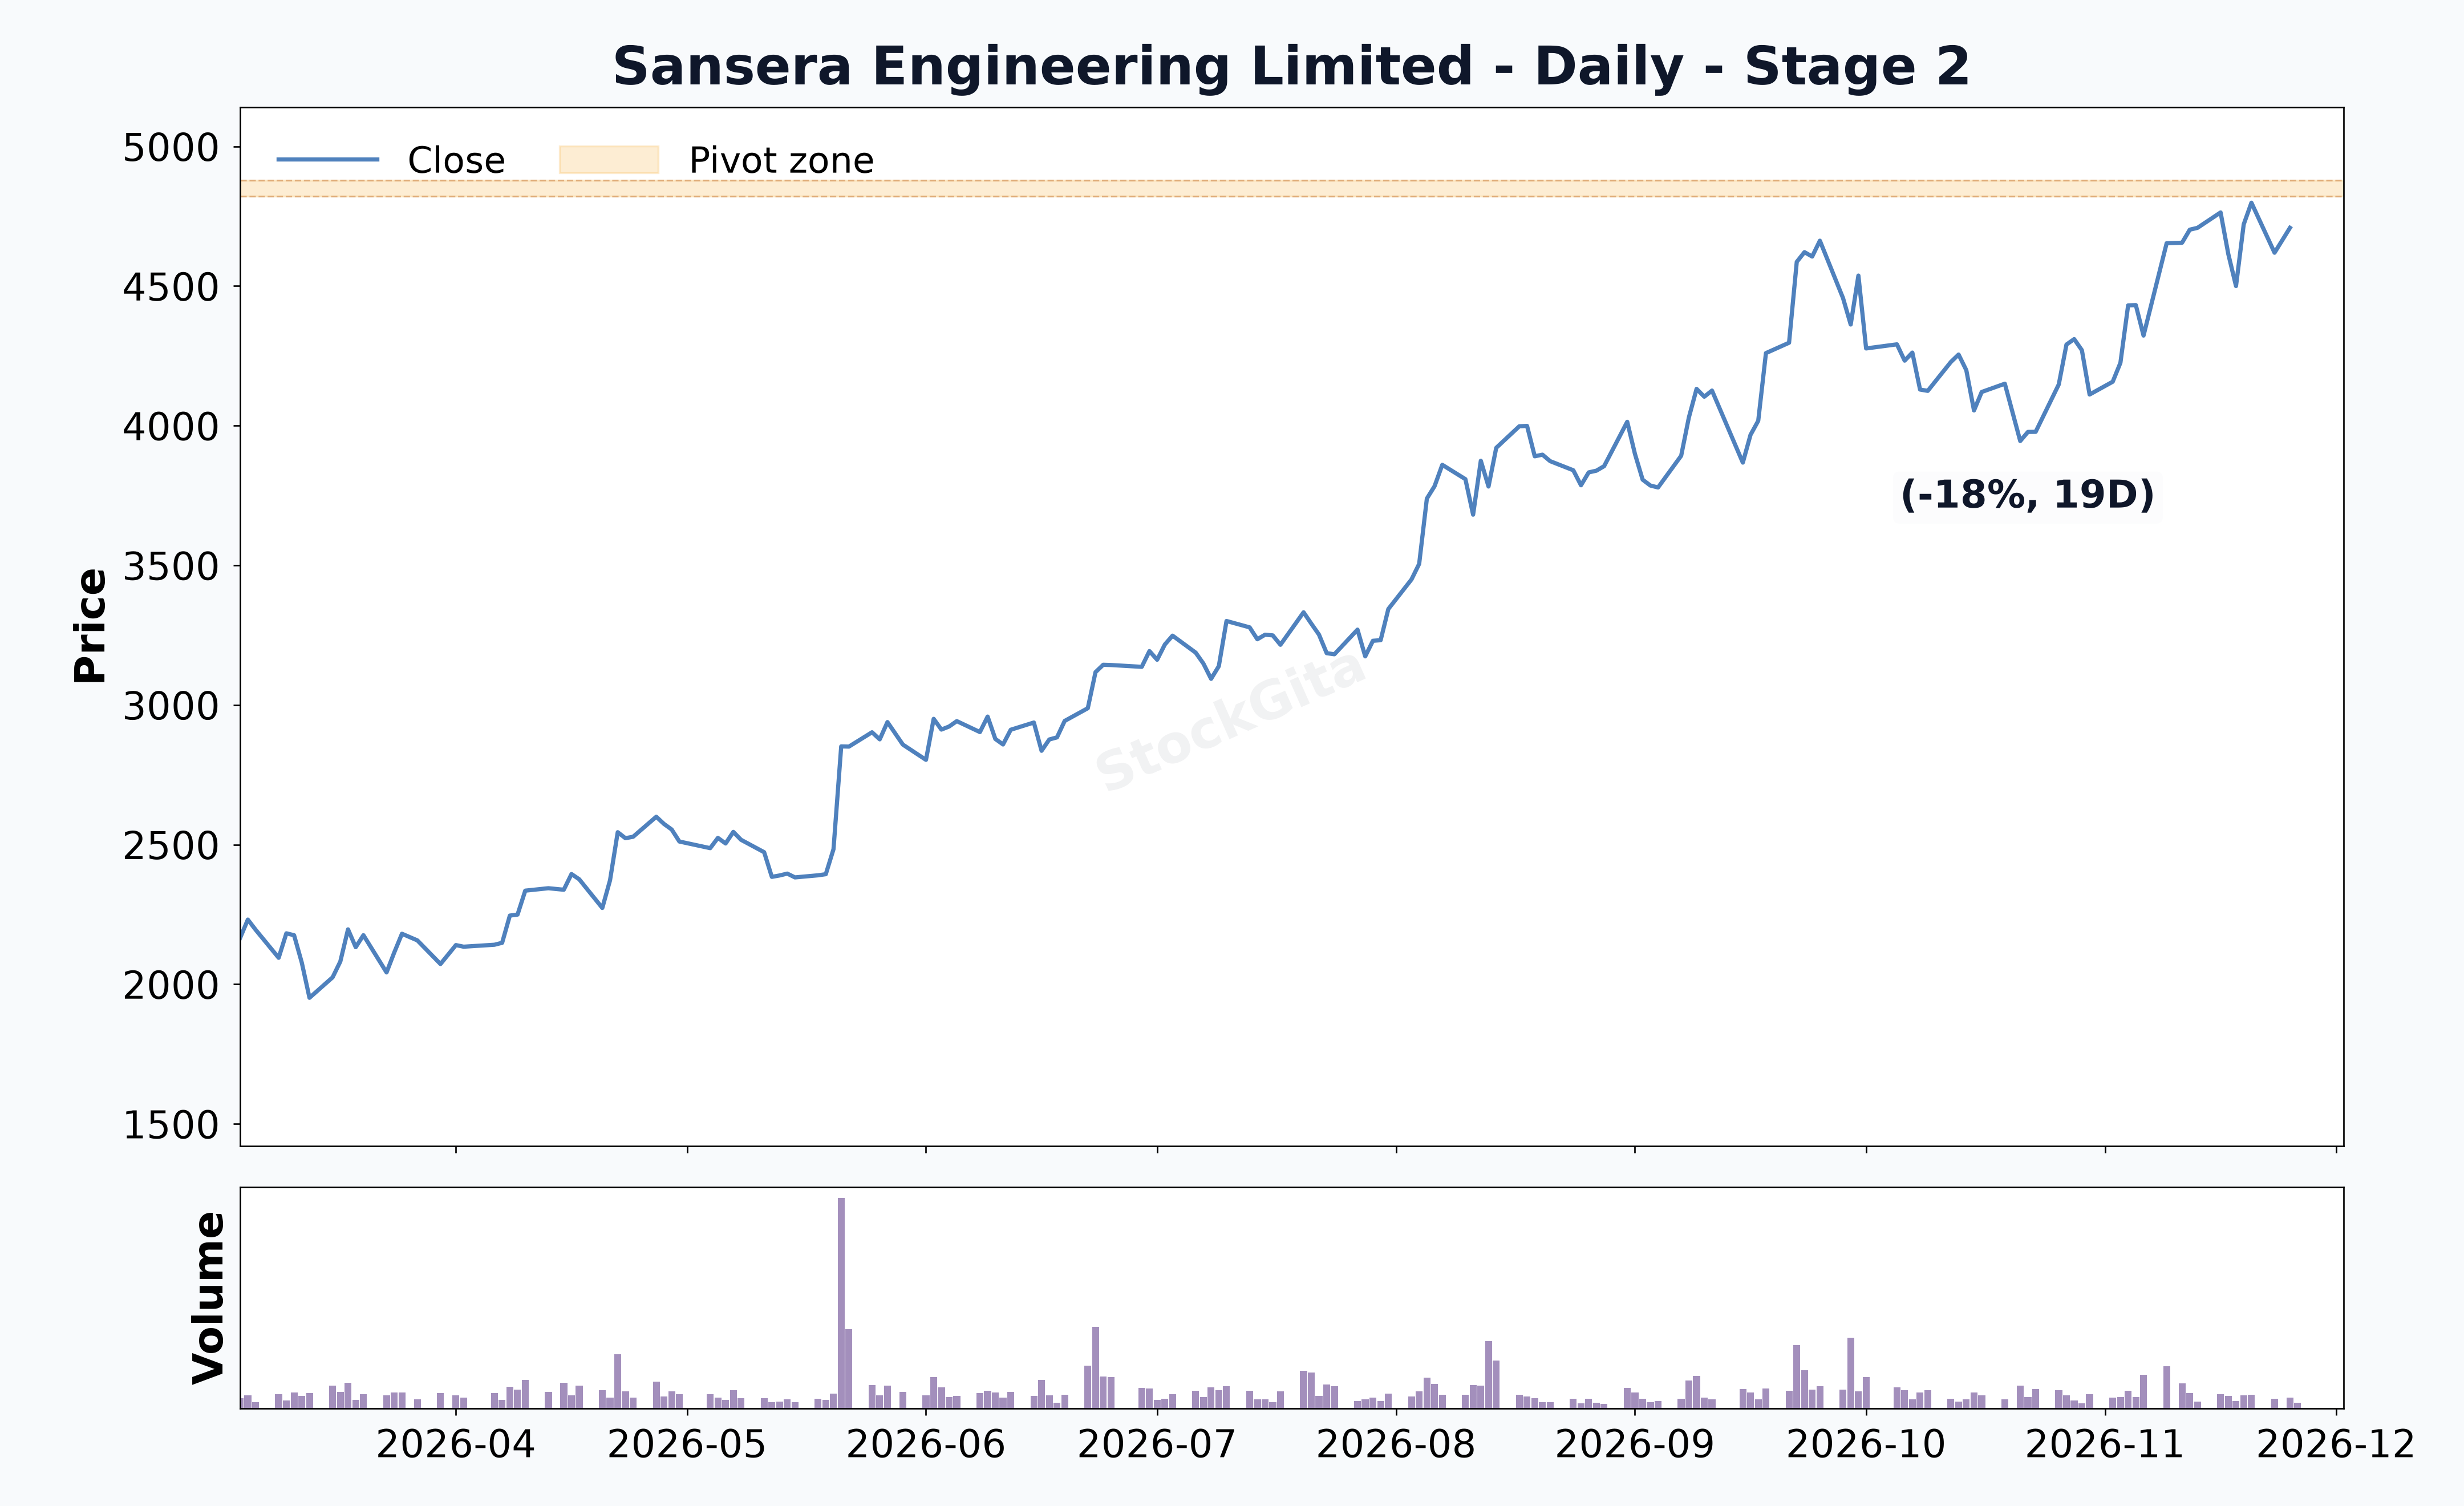 Sansera Engineering Limited - Daily - Stage 2
Close
Pivot zone
5000
4500
4000
3500
3000
2500
2000
1500
Price
(-18%, 19D)
StockGita
Volume
2026-04
2026-05
2026-06
2026-07
2026-08
2026-09
2026-10
2026-11
2026-12